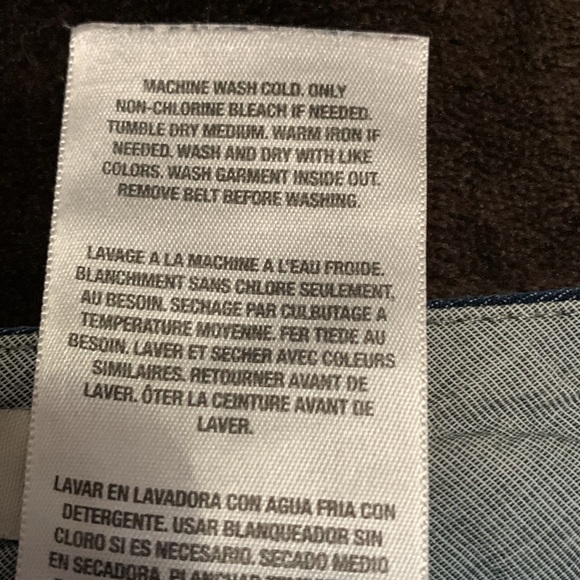 MACHINE WASH COLD. ONLY
NON-CHLORINE BLEACH IF NEEDED.
TUMBLE DRY MEDIUM. WARM IRON IF
NEEDED. WASH AND DRY WITH LIKE
COLORS. WASH GARMENT INSIDE OUT.
REMOVE BELT BEFORE WASHING.
LAVAGE A LA MACHINE A L'EAU FROIDE.
BLANCHIMENT SANS CHLORE SEULEMENT,
AU BESOIN. SECHAGE PAR CULBUTAGE A
TEMPERATURE MOYENNE. FER TIEDE AU
BESOIN. LAVER ET SECHER AVEC COLEURS
SIMILAIRES. RETOURNER AVANT DE
LAVER. ÔTER LA CEINTURE AVANT DE
LAVER.
LAVAR EN LAVADORA CON AGUA FRIA CON
DETERGENTE. USAR BLANQUEADOR SIN
CLORO SI ES NECESARIO. SECADO MEDIO
EN SECADORA.